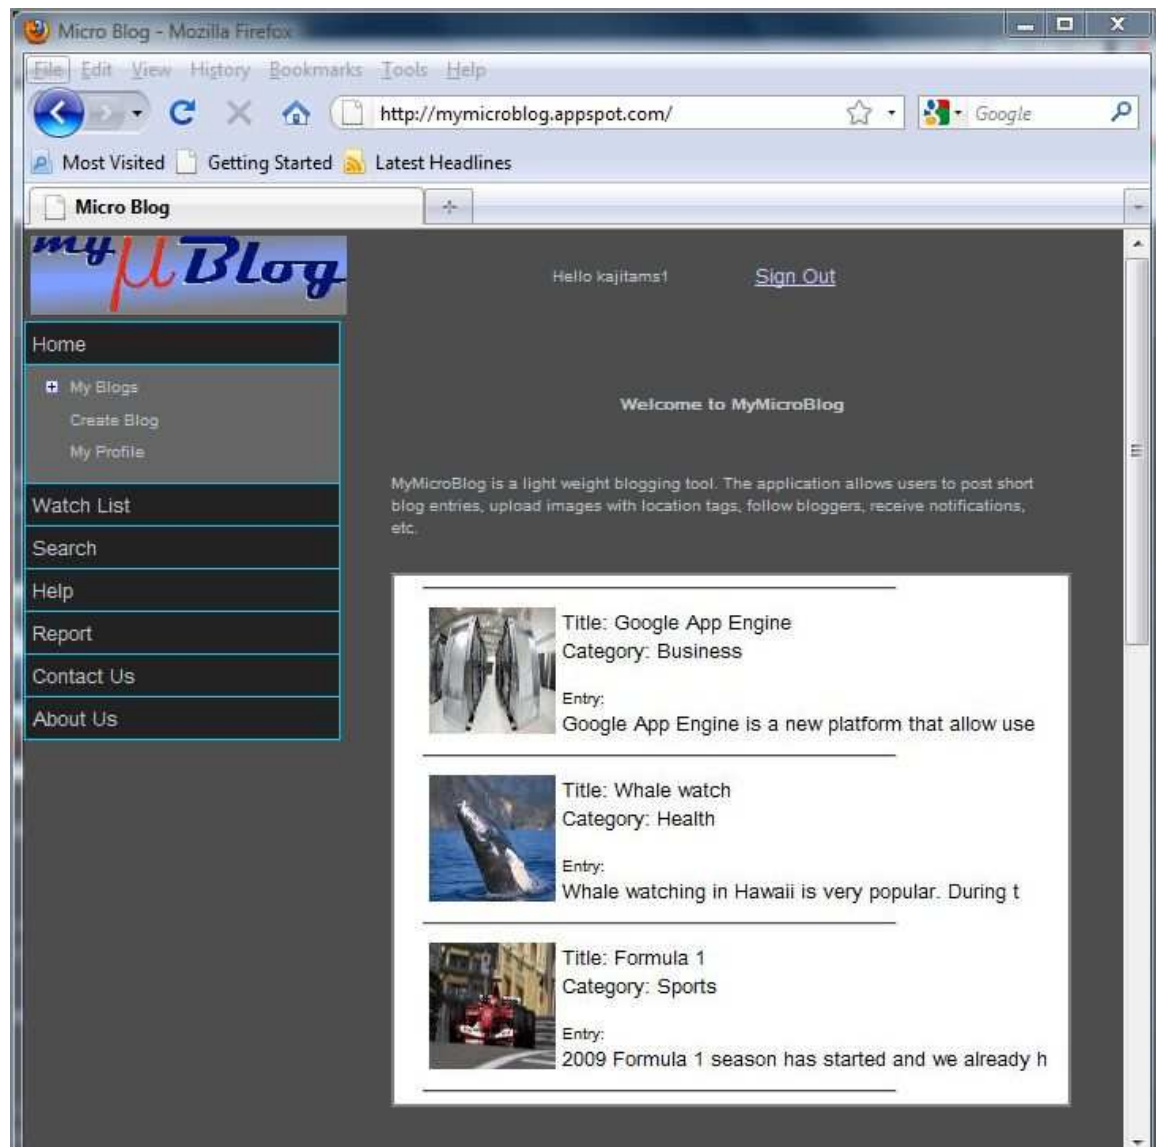 Micro Blog - Mozilla Firefox
File Edit View History Bookmarks Tools Help
http://mymicroblog.appspot.com/
Google
Most Visited Getting Started Latest Headlines
Micro Blog
my μBlog
Hello kajitams1 Sign Out
Home
My Blogs
Create Blog
My Profile
Watch List
Search
Help
Report
Contact Us
About Us
Welcome to MyMicroBlog
MyMicroBlog is a light weight blogging tool. The application allows users to post short
blog entries, upload images with location tags, follow bloggers, receive notifications,
etc.
Title: Google App Engine
Category: Business
Entry:
Google App Engine is a new platform that allow use
Title: Whale watch
Category: Health
Entry:
Whale watching in Hawaii is very popular. During t
Title: Formula 1
Category: Sports
Entry:
2009 Formula 1 season has started and we already h